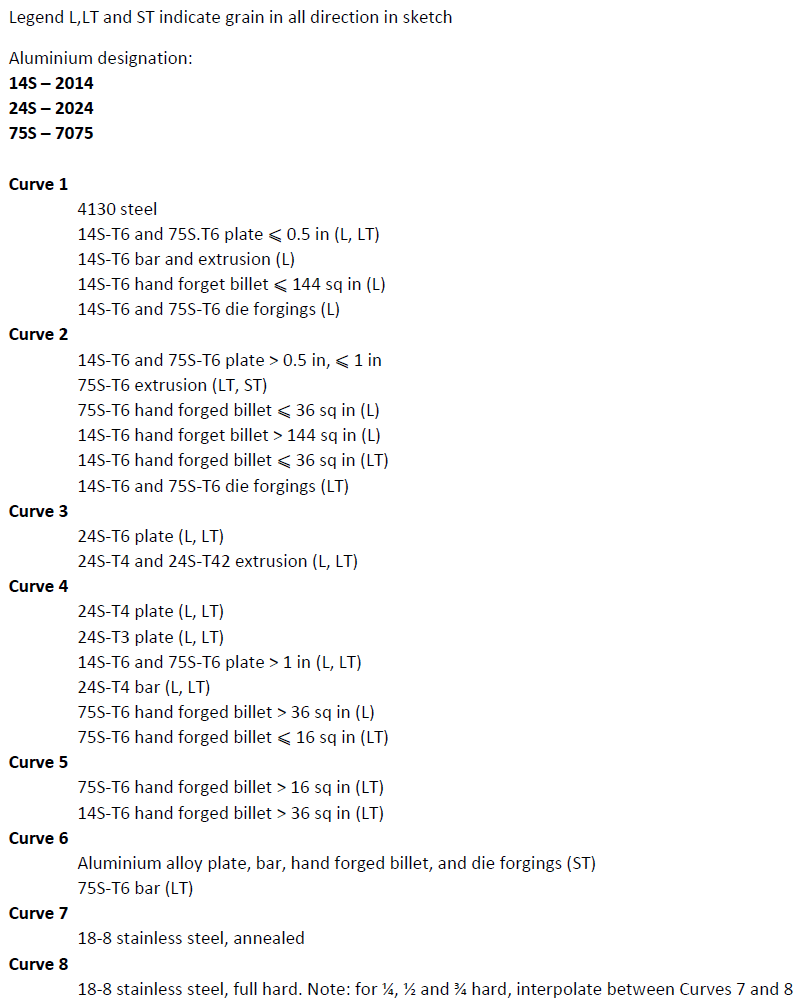 Legend L,LT and ST indicate grain in all direction in sketch
Aluminium designation:
14S – 2014
24S – 2024
75S – 7075
Curve 1
4130 steel
14S-T6 and 75S.T6 plate ⩽ 0.5 in (L, LT)
14S-T6 bar and extrusion (L)
14S-T6 hand forget billet ⩽ 144 sq in (L)
14S-T6 and 75S-T6 die forgings (L)
Curve 2
14S-T6 and 75S-T6 plate > 0.5 in, ⩽ 1 in
75S-T6 extrusion (LT, ST)
75S-T6 hand forged billet ⩽ 36 sq in (L)
14S-T6 hand forget billet > 144 sq in (L)
14S-T6 hand forged billet ⩽ 36 sq in (LT)
14S-T6 and 75S-T6 die forgings (LT)
Curve 3
24S-T6 plate (L, LT)
24S-T4 and 24S-T42 extrusion (L, LT)
Curve 4
24S-T4 plate (L, LT)
24S-T3 plate (L, LT)
14S-T6 and 75S-T6 plate > 1 in (L, LT)
24S-T4 bar (L, LT)
75S-T6 hand forged billet > 36 sq in (L)
75S-T6 hand forged billet ⩽ 16 sq in (LT)
Curve 5
75S-T6 hand forged billet > 16 sq in (LT)
14S-T6 hand forged billet > 36 sq in (LT)
Curve 6
Aluminium alloy plate, bar, hand forged billet, and die forgings (ST)
75S-T6 bar (LT)
Curve 7
18-8 stainless steel, annealed
Curve 8
18-8 stainless steel, full hard. Note: for ¼, ½ and ¾ hard, interpolate between Curves 7 and 8